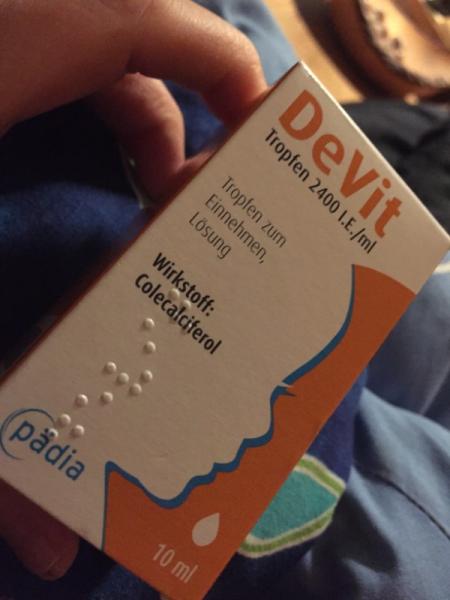 DeVit
Tropfen 2400 I.E./ml
Tropfen zum
Einnehmen,
Lösung
Wirkstoff:
Colecalciferol
pädia
10 ml